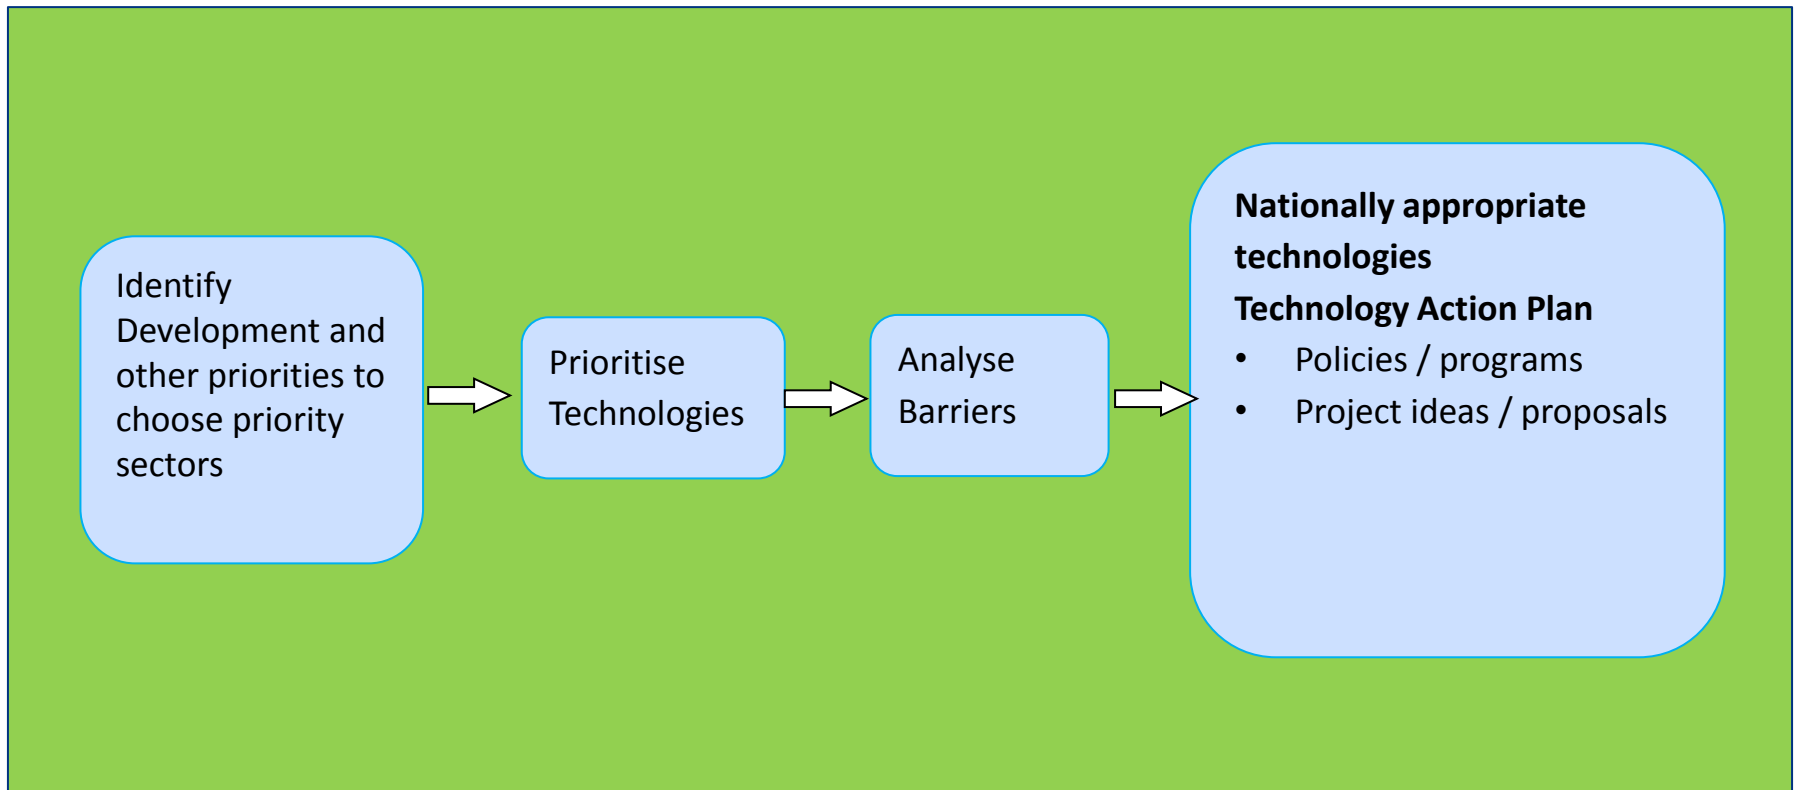 Identify
Development and
other priorities to
choose priority
sectors
Prioritise
Technologies
Analyse
Barriers
Nationally appropriate
technologies
Technology Action Plan
• Policies / programs
• Project ideas / proposals